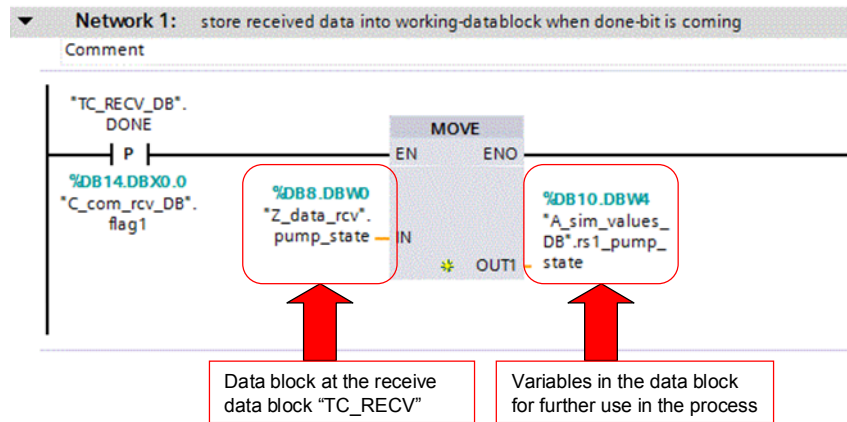 Network 1: store received data into working-datablock when done-bit is coming
Comment
"TC_RECV_DB".
DONE
P
%DB14.DBX0.0
"C_com_rcv_DB".
flag1
MOVE
EN ENO
%DB8.DBW0
"Z_data_rcv".
pump_state IN
%DB10.DBW4
"A_sim_values_
DB".rs1_pump_
OUT1 state
Data block at the receive
data block “TC_RECV”
Variables in the data block
for further use in the process